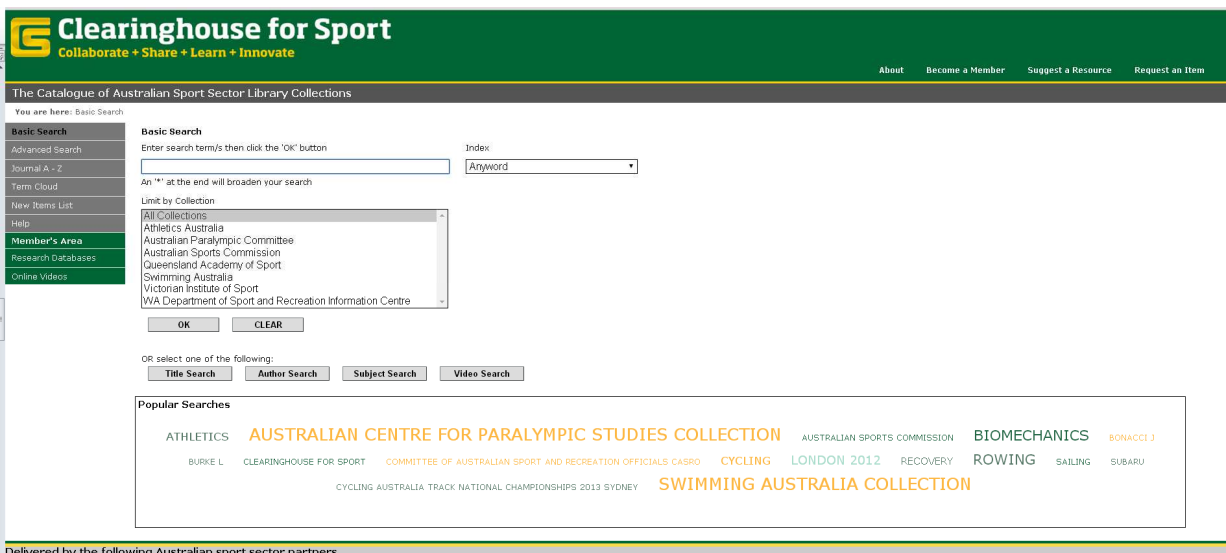 Clearinghouse for Sport
Collaborate + Share + Learn + Innovate
About Become a Member Suggest a Resource Request an Item
The Catalogue of Australian Sport Sector Library Collections
You are here: Basic Search
Basic Search
Advanced Search
Journal A - Z
Term Cloud
New Items List
Help
Member's Area
Research Databases
Online Videos
Basic Search
Enter search term/s then click the 'OK' button
Index
Anyword
An '*' at the end will broaden your search
Limit by Collection
All Collections
Athletics Australia
Australian Paralympic Committee
Australian Sports Commission
Queensland Academy of Sport
Swimming Australia
Victorian Institute of Sport
WA Department of Sport and Recreation Information Centre
OK CLEAR
OR select one of the following:
Title Search Author Search Subject Search Video Search
Popular Searches
ATHLETICS AUSTRALIAN CENTRE FOR PARALYMPIC STUDIES COLLECTION AUSTRALIAN SPORTS COMMISSION BIOMECHANICS BONACCI J
BURKE L CLEARINGHOUSE FOR SPORT COMMITTEE OF AUSTRALIAN SPORT AND RECREATION OFFICIALS CASRO CYCLING LONDON 2012 RECOVERY ROWING SAILING SUBARU
CYCLING AUSTRALIA TRACK NATIONAL CHAMPIONSHIPS 2013 SYDNEY SWIMMING AUSTRALIA COLLECTION
Delivered by the following Australian sport sector partners